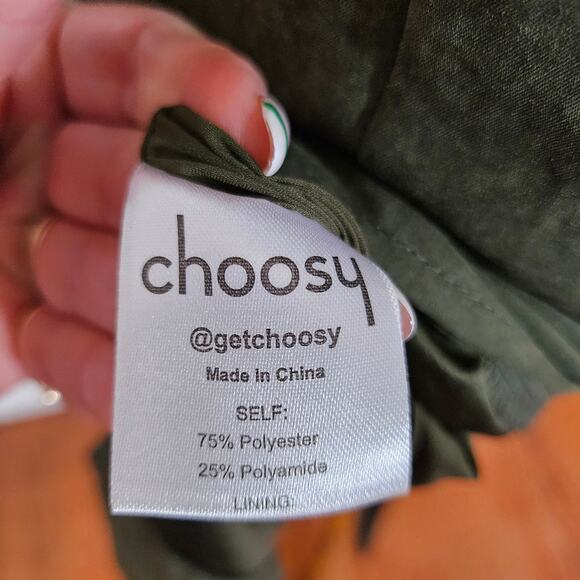 choosy
@getchoosy
Made In China
SELF:
75% Polyester
25% Polyamide
LINING: